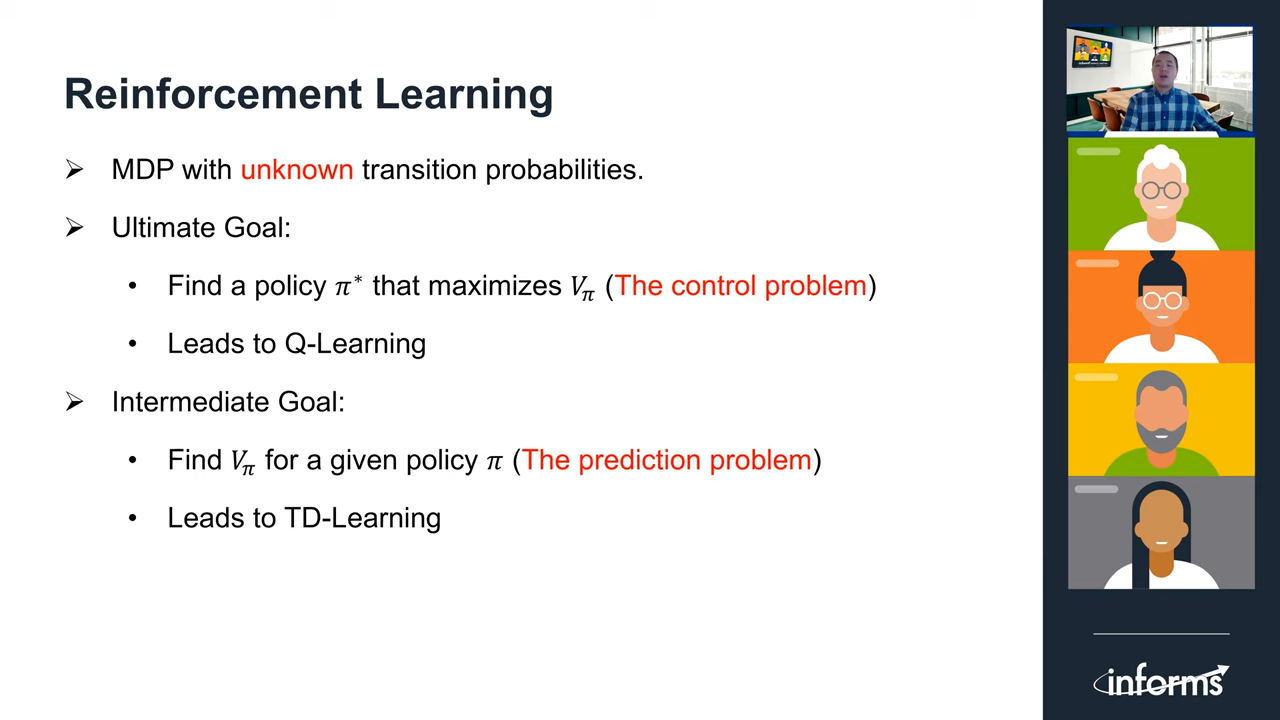 Reinforcement Learning
➢ MDP with unknown transition probabilities.
➢ Ultimate Goal:
• Find a policy π* that maximizes Vπ (The control problem)
• Leads to Q-Learning
➢ Intermediate Goal:
• Find Vπ for a given policy π (The prediction problem)
• Leads to TD-Learning
informs